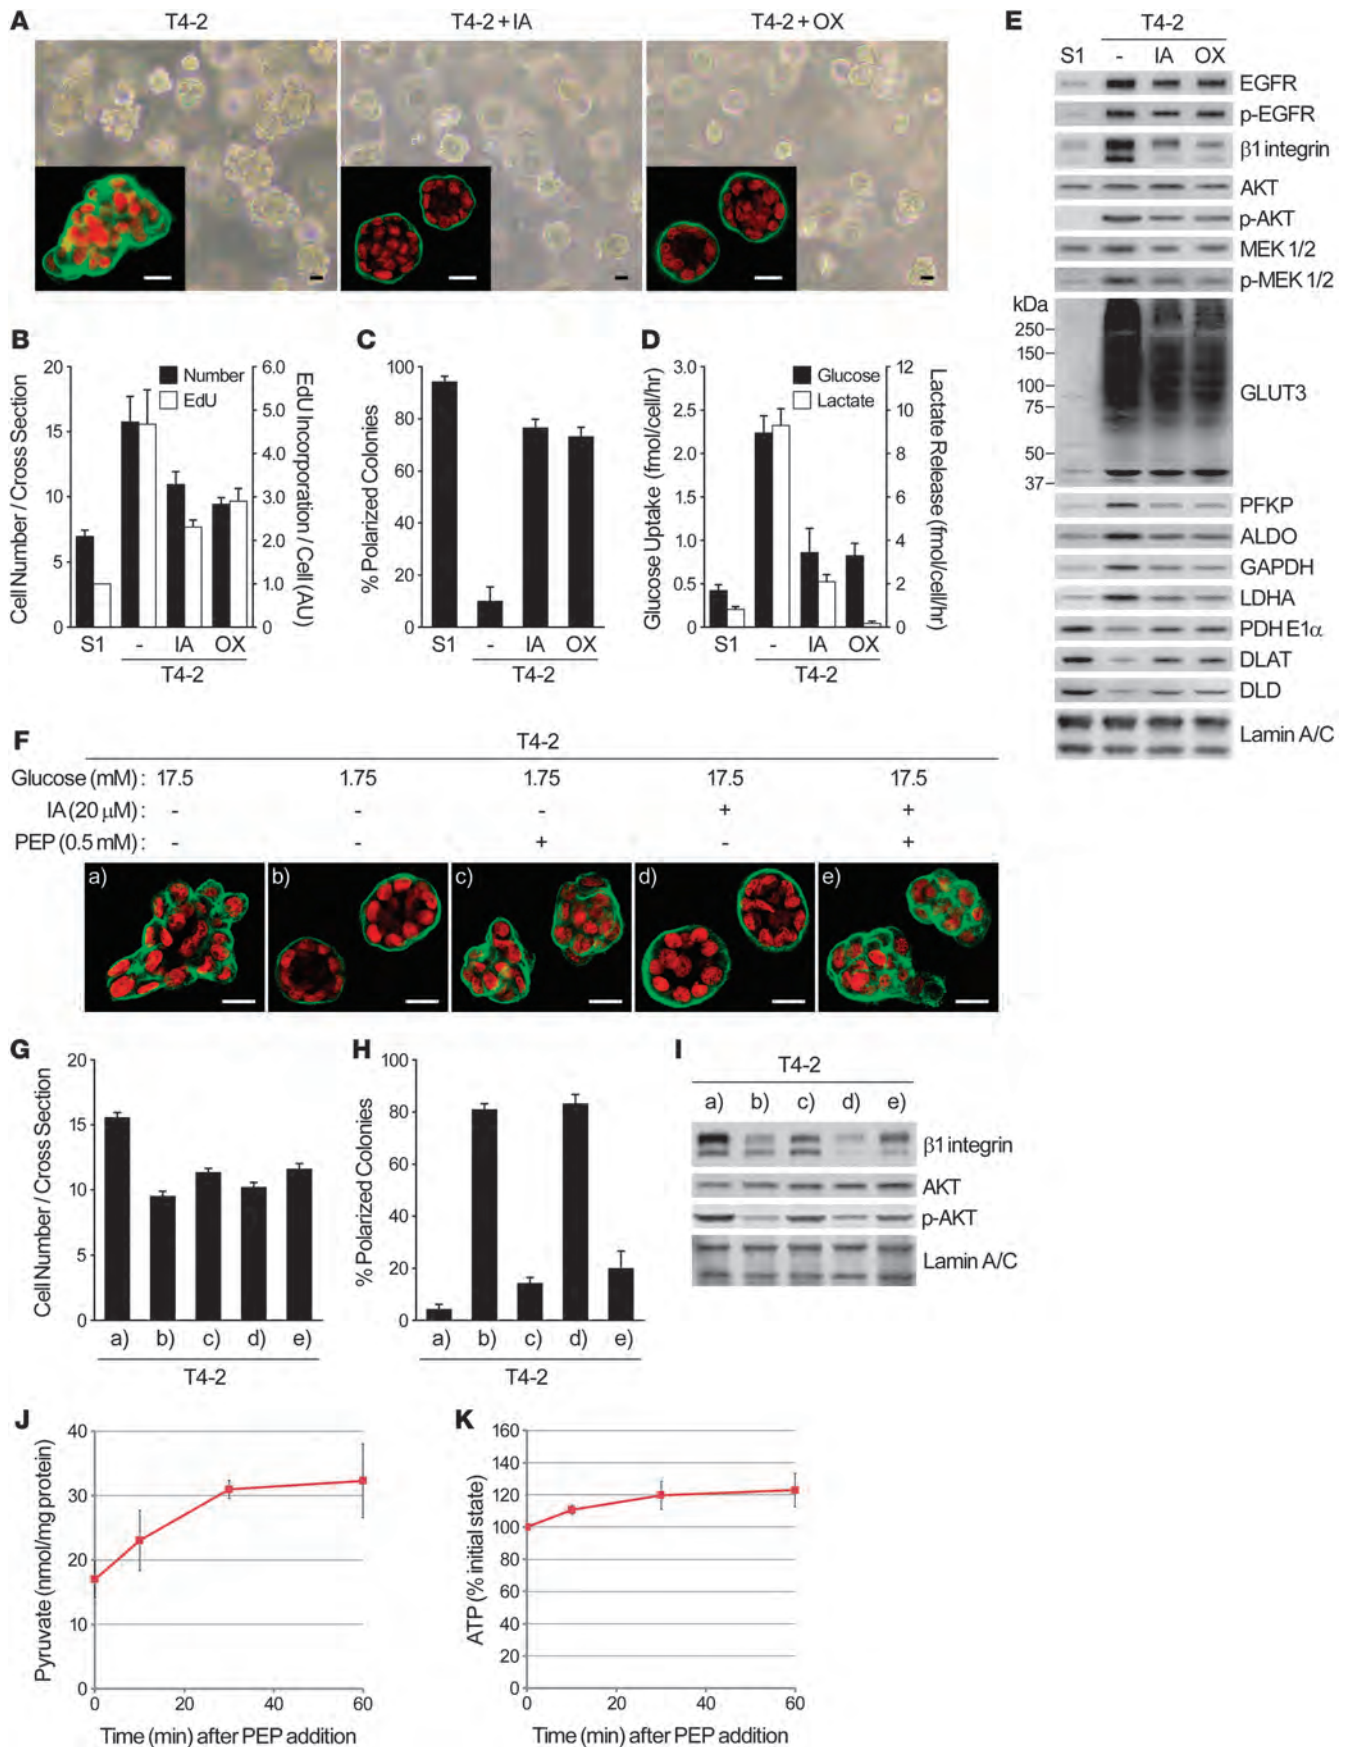 A
T4-2
T4-2 + IA
T4-2 + OX
B
Cell Number / Cross Section
20
15
10
5
0
Number
EdU
6.0
5.0
4.0
3.0
2.0
1.0
0
EdU Incorporation / Cell (AU)
S1 - IA OX
T4-2
C
% Polarized Colonies
100
80
60
40
20
0
S1 - IA OX
T4-2
D
Glucose Uptake (fmol/cell/hr)
3.0
2.5
2.0
1.5
1.0
0.5
0
Glucose
Lactate
12
10
8
6
4
2
0
Lactate Release (fmol/cell/hr)
S1 - IA OX
T4-2
E
T4-2
S1 - IA OX
EGFR
p-EGFR
β1 integrin
AKT
p-AKT
MEK 1/2
p-MEK 1/2
kDa
250
150
100
75
50
37
GLUT3
PFKP
ALDO
GAPDH
LDHA
PDH E1α
DLAT
DLD
Lamin A/C
F
T4-2
Glucose (mM) : 17.5 1.75 1.75 17.5 17.5
IA (20 μM) : - - - + +
PEP (0.5 mM) : - - + - +
a) b) c) d) e)
G
Cell Number / Cross Section
20
15
10
5
0
a) b) c) d) e)
T4-2
H
% Polarized Colonies
100
80
60
40
20
0
a) b) c) d) e)
T4-2
I
T4-2
a) b) c) d) e)
β1 integrin
AKT
p-AKT
Lamin A/C
J
Pyruvate (nmol/mg protein)
40
30
20
10
0
0 20 40 60
Time (min) after PEP addition
K
ATP (% initial state)
160
140
120
100
80
60
40
20
0
0 20 40 60
Time (min) after PEP addition